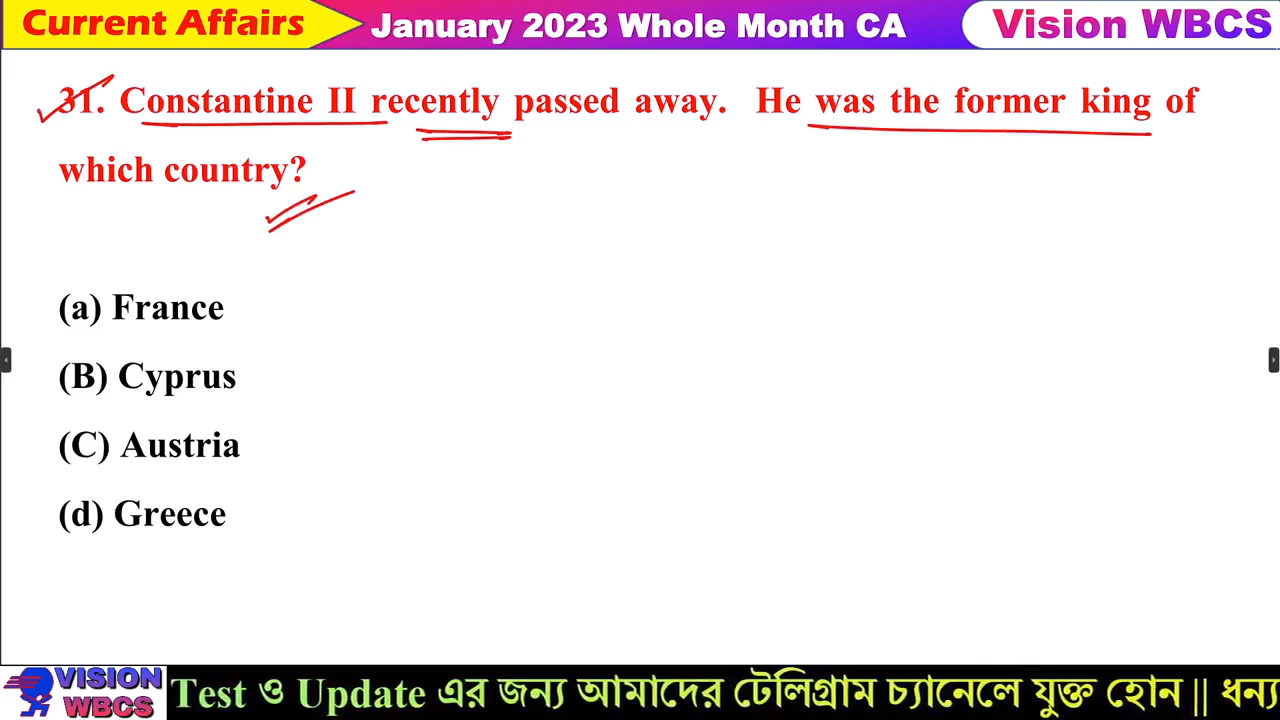 Current Affairs
January 2023 Whole Month CA
Vision WBCS
31. Constantine II recently passed away. He was the former king of
which country?
(a) France
(B) Cyprus
(C) Austria
(d) Greece
VISION
WBCS
Test ও Update এর জন্য আমাদের টেলিগ্রাম চ্যানেলে যুক্ত হোন || ধন্য